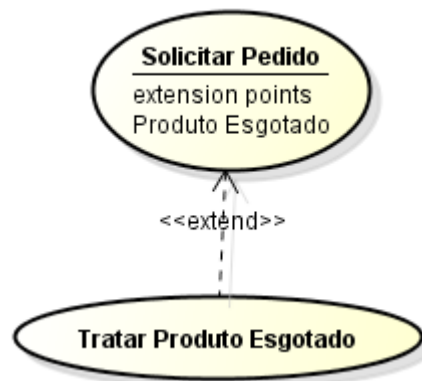 Solicitar Pedido
extension points
Produto Esgotado
<<extend>>
Tratar Produto Esgotado